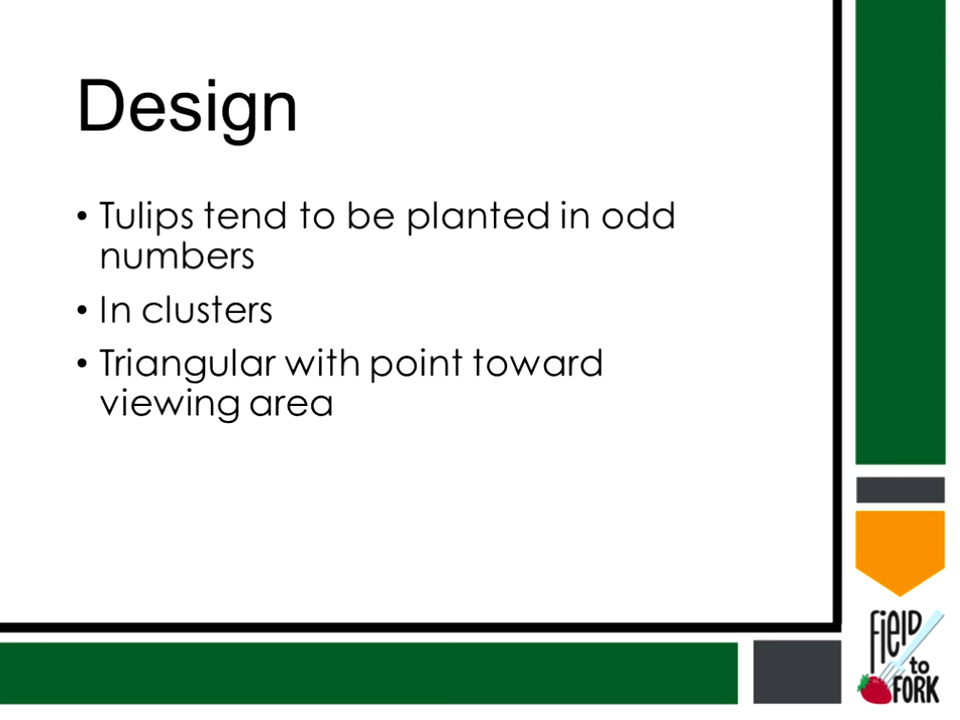 Design
• Tulips tend to be planted in odd
numbers
• In clusters
• Triangular with point toward
viewing area
FiELD
to
FORK